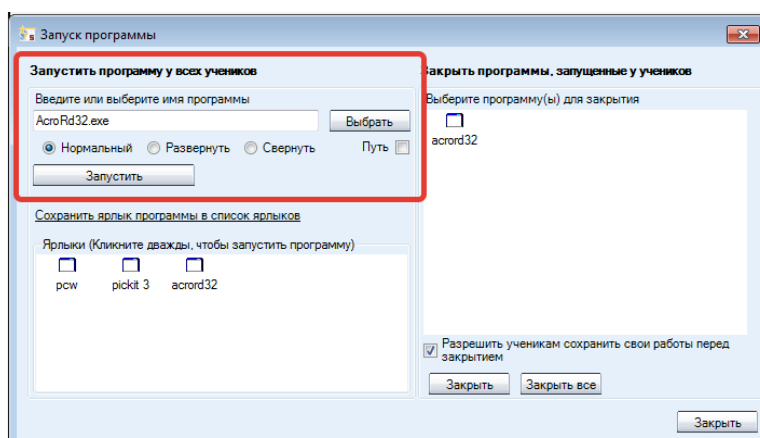 Запуск программы
Запустить программу у всех учеников
Введите или выберите имя программы
AcroRd32.exe
Выбрать
Нормальный Развернуть Свернуть Путь
Запустить
Сохранить ярлык программы в список ярлыков
Ярлыки (Кликните дважды, чтобы запустить программу)
pcw pickit 3 acrord32
Закрыть программы, запущенные у учеников
Выберите программу(ы) для закрытия
acrord32
Разрешить ученикам сохранить свои работы перед
закрытием
Закрыть Закрыть все
Закрыть